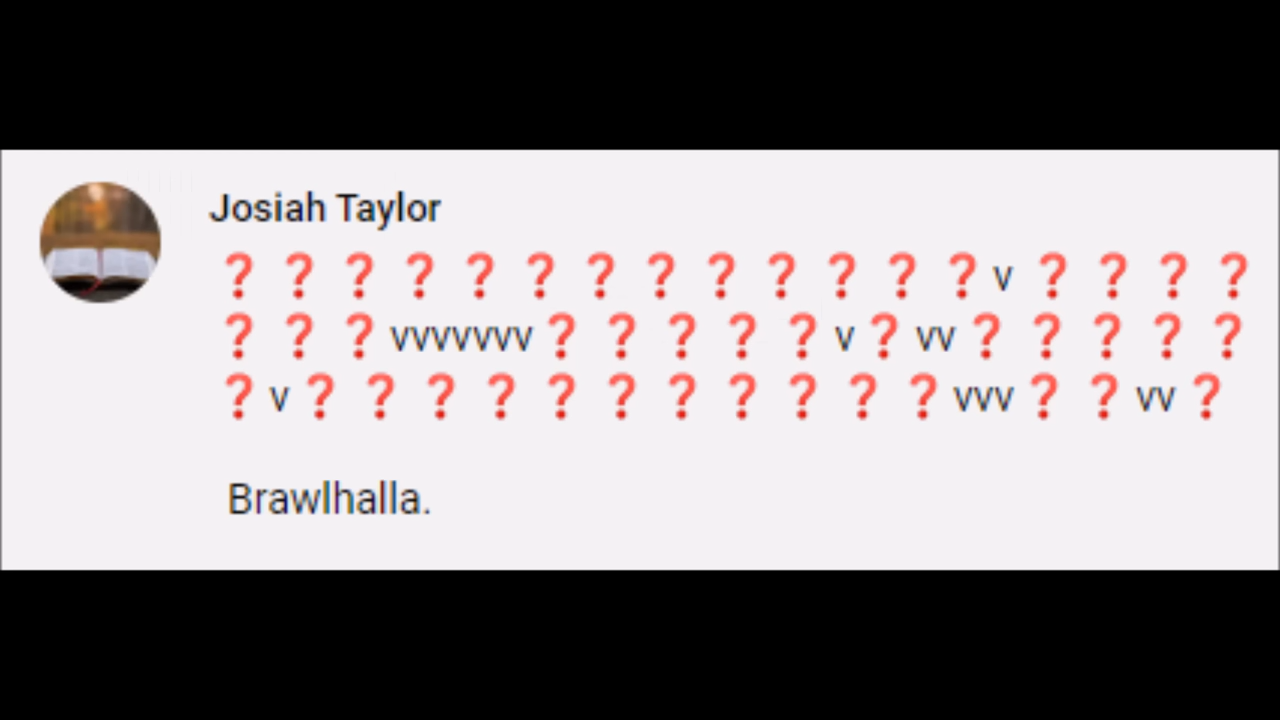 Josiah Taylor
❓ ❓ ❓ ❓ ❓ ❓ ❓ ❓ ❓ ❓ ❓ ❓ ❓ v ❓ ❓ ❓ ❓
❓ ❓ ❓ vvvvvvv ❓ ❓ ❓ ❓ ❓ v ❓ vv ❓ ❓ ❓ ❓ ❓
❓ v ❓ ❓ ❓ ❓ ❓ ❓ ❓ ❓ ❓ ❓ ❓ vvv ❓ ❓ vv ❓
Brawlhalla.